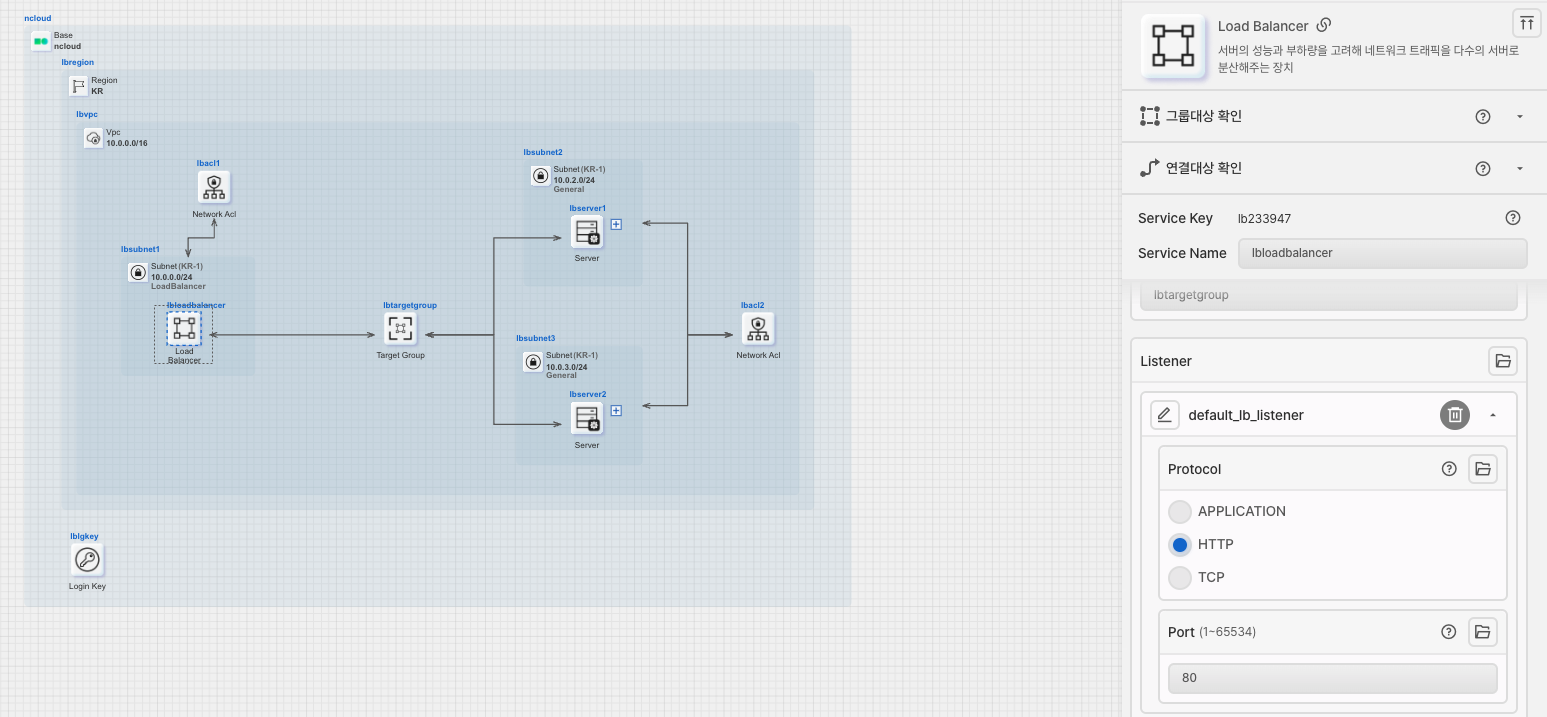 ncloud
Base
ncloud
lbregion
Region
KR
lbvpc
Vpc
10.0.0.0/16
lbacl1
Network Acl
lbsubnet1
Subnet (KR-1)
10.0.0.0/24
LoadBalancer
lbloadbalancer
Load
Balancer
lbtargetgroup
Target Group
lbsubnet2
Subnet (KR-1)
10.0.2.0/24
General
lbserver1
Server
lbsubnet3
Subnet (KR-1)
10.0.3.0/24
General
lbserver2
Server
lbacl2
Network Acl
lblgkey
Login Key
Load Balancer
서버의 성능과 부하량을 고려해 네트워크 트래픽을 다수의 서버로
분산해주는 장치
그룹대상 확인
연결대상 확인
Service Key lb233947
Service Name lbloadbalancer
lbtargetgroup
Listener
default_lb_listener
Protocol
APPLICATION
HTTP
TCP
Port (1~65534)
80